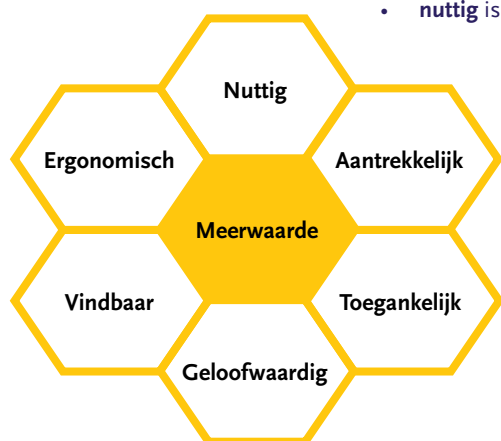 • nuttig is
Nuttig
Ergonomisch
Aantrekkelijk
Meerwaarde
Vindbaar
Toegankelijk
Geloofwaardig